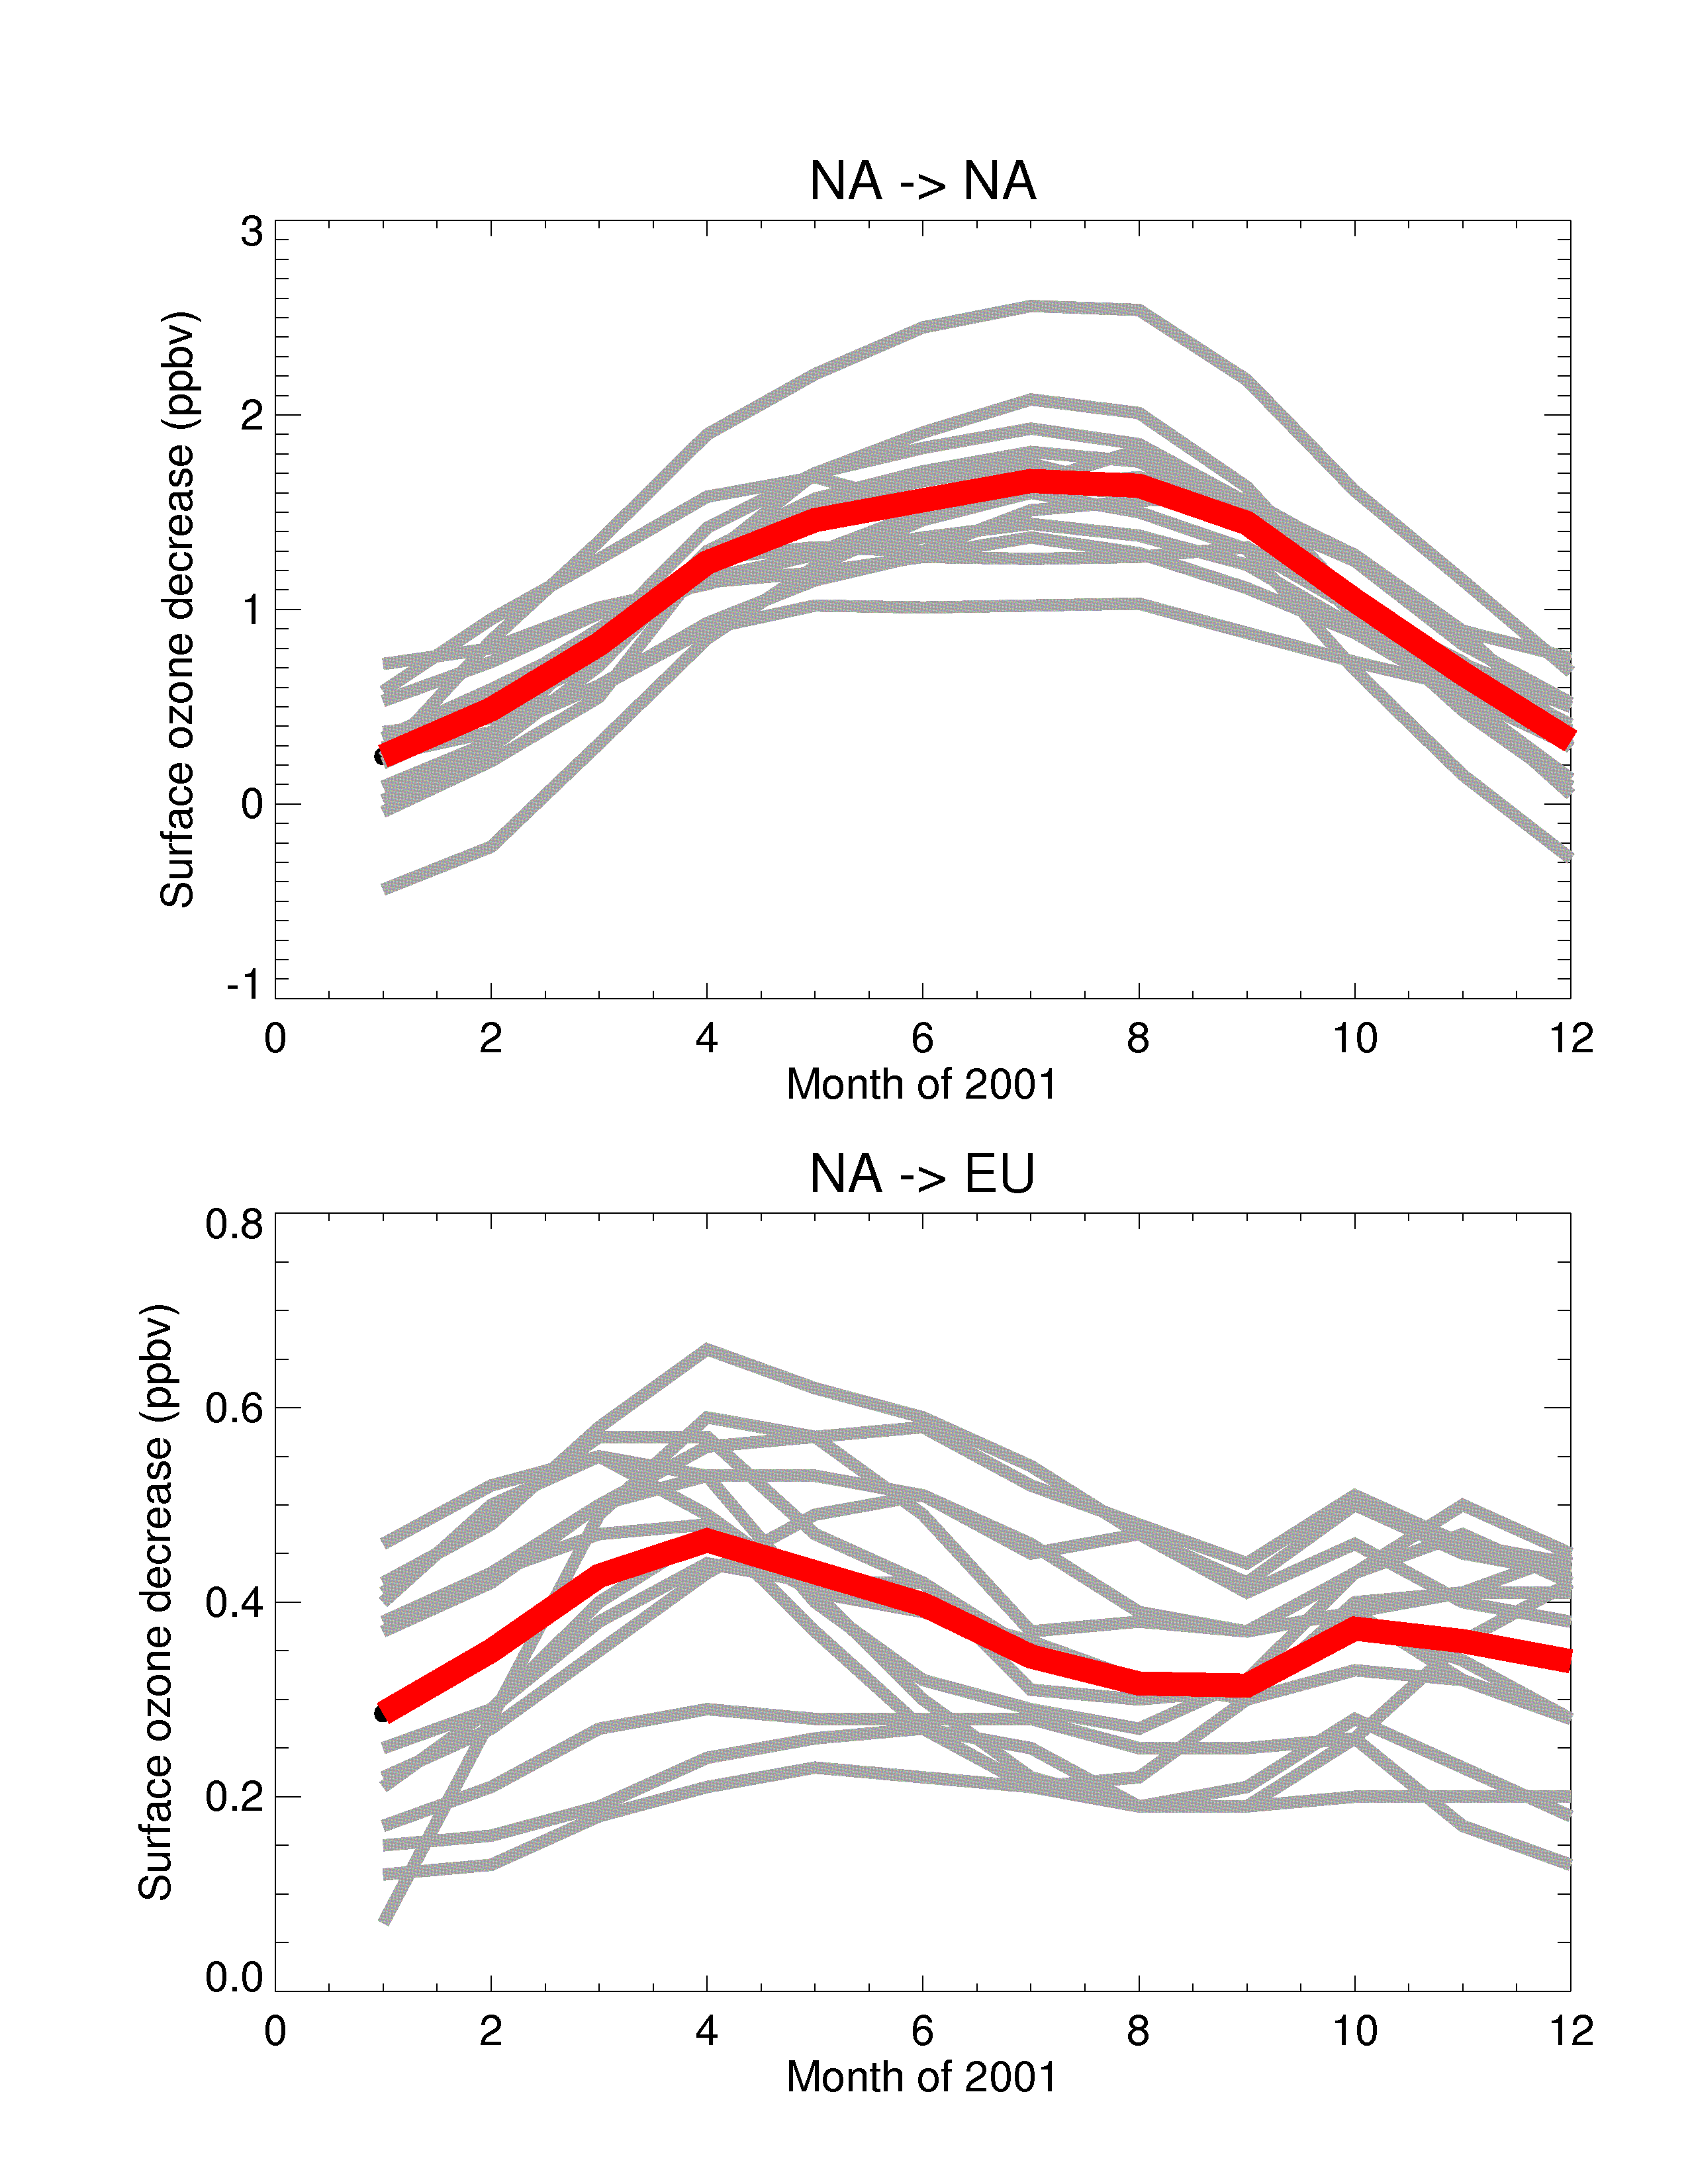 NA -> NA
3
2
1
0
-1
Surface ozone decrease (ppbv)
0 2 4 6 8 10 12
Month of 2001
NA -> EU
0.8
0.6
0.4
0.2
0.0
Surface ozone decrease (ppbv)
0 2 4 6 8 10 12
Month of 2001